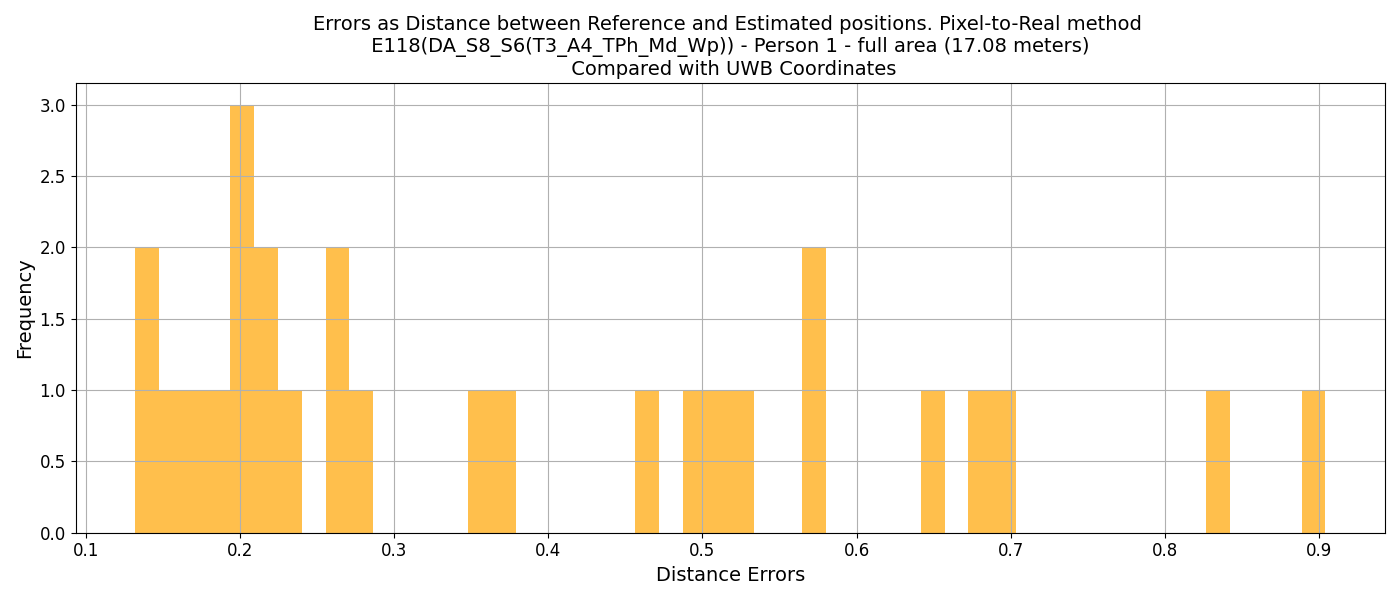 Errors as Distance between Reference and Estimated positions. Pixel-to-Real method
E118(DA_S8_S6(T3_A4_TPh_Md_Wp)) - Person 1 - full area (17.08 meters)
Compared with UWB Coordinates
Frequency
3.0
2.5
2.0
1.5
1.0
0.5
0.0
0.1 0.2 0.3 0.4 0.5 0.6 0.7 0.8 0.9
Distance Errors